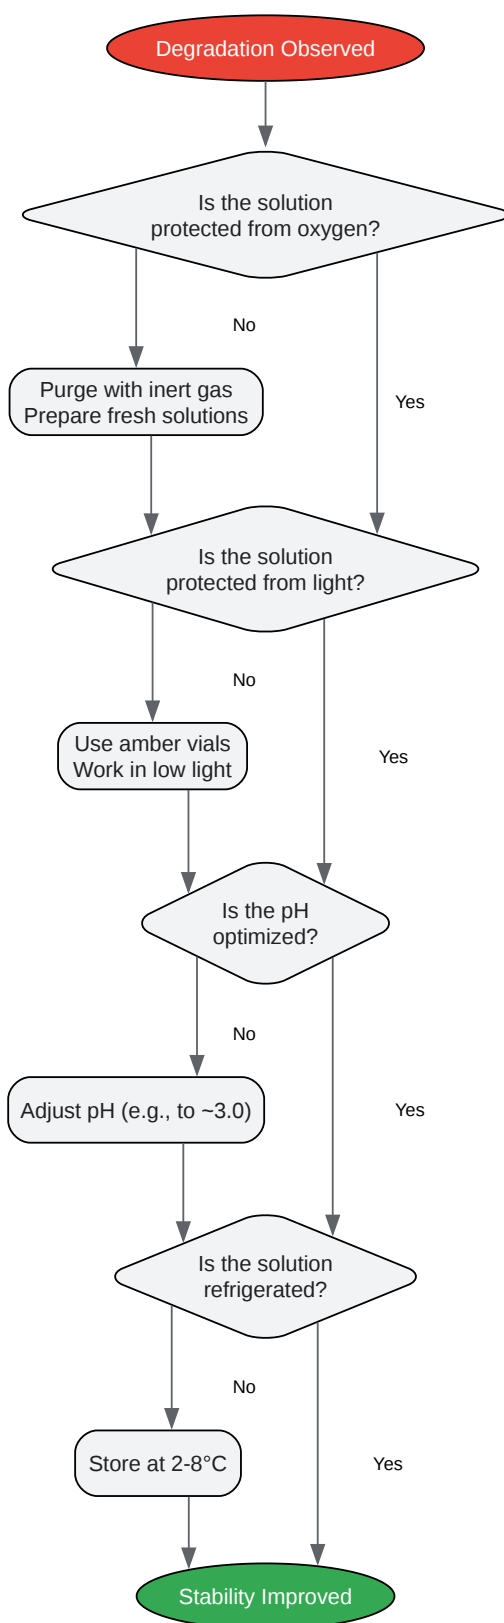 Degradation Observed
Is the solution
protected from oxygen?
No
Purge with inert gas
Prepare fresh solutions
Yes
Is the solution
protected from light?
No
Use amber vials
Work in low light
Yes
Is the pH
optimized?
No
Adjust pH (e.g., to ~3.0)
Yes
Is the solution
refrigerated?
No
Store at 2-8°C
Yes
Stability Improved